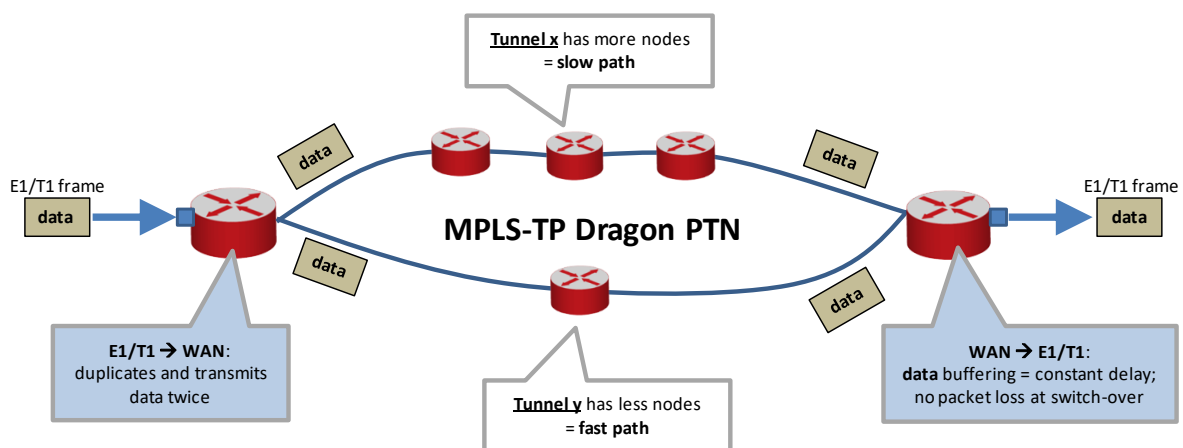 Tunnel x has more nodes
= slow path
data
data
E1/T1 frame
data
E1/T1 frame
data
MPLS-TP Dragon PTN
data
data
E1/T1 → WAN:
duplicates and transmits
data twice
WAN → E1/T1:
data buffering = constant delay;
no packet loss at switch-over
Tunnel y has less nodes
= fast path